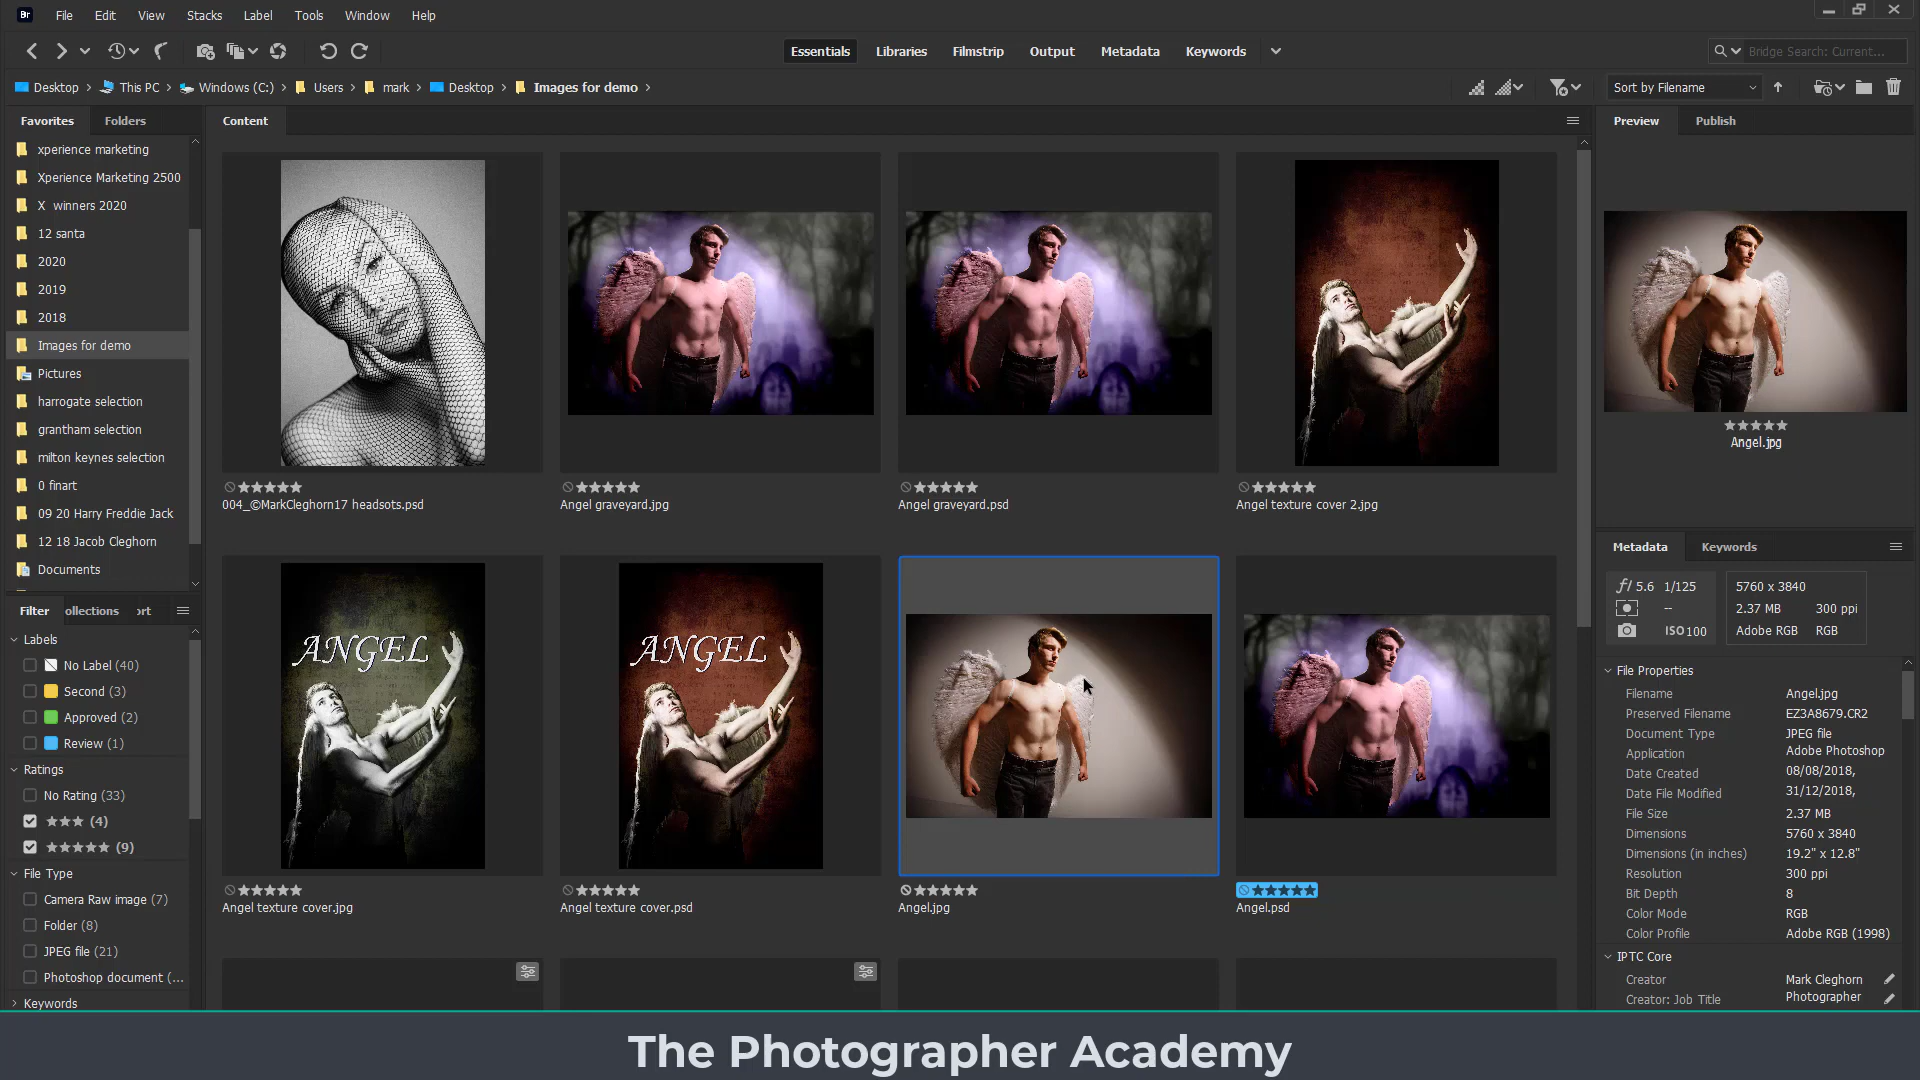 Br File Edit View Stacks Label Tools Window Help
Essentials Libraries Filmstrip Output Metadata Keywords
Bridge Search: Current...
Desktop This PC Windows (C:) Users mark Desktop Images for demo
Sort by Filename
Favorites Folders
xperience marketing
Xperience Marketing 2500
X winners 2020
12 santa
2020
2019
2018
Images for demo
Pictures
harrogate selection
grantham selection
milton keynes selection
0 finart
09 20 Harry Freddie Jack
12 18 Jacob Cleghorn
Documents
Filter ollections ort
Labels
No Label (40)
Second (3)
Approved (2)
Review (1)
Ratings
No Rating (33)
(4)
(9)
File Type
Camera Raw image (7)
Folder (8)
JPEG file (21)
Photoshop document (...
Keywords
Content
004_©MarkCleghorn17 headsots.psd
Angel graveyard.jpg
Angel graveyard.psd
Angel texture cover 2.jpg
ANGEL
ANGEL
Angel texture cover.jpg
Angel texture cover.psd
Angel.jpg
Angel.psd
Preview Publish
Angel.jpg
Metadata Keywords
f/ 5.6 1/125
--
ISO100
5760 x 3840
2.37 MB 300 ppi
Adobe RGB RGB
File Properties
Filename Angel.jpg
Preserved Filename EZ3A8679.CR2
Document Type JPEG file
Application Adobe Photoshop
Date Created 08/08/2018,
Date File Modified 31/12/2018,
File Size 2.37 MB
Dimensions 5760 x 3840
Dimensions (in inches) 19.2" x 12.8"
Resolution 300 ppi
Bit Depth 8
Color Mode RGB
Color Profile Adobe RGB (1998)
IPTC Core
Creator Mark Cleghorn
Creator: Job Title Photographer
The Photographer Academy